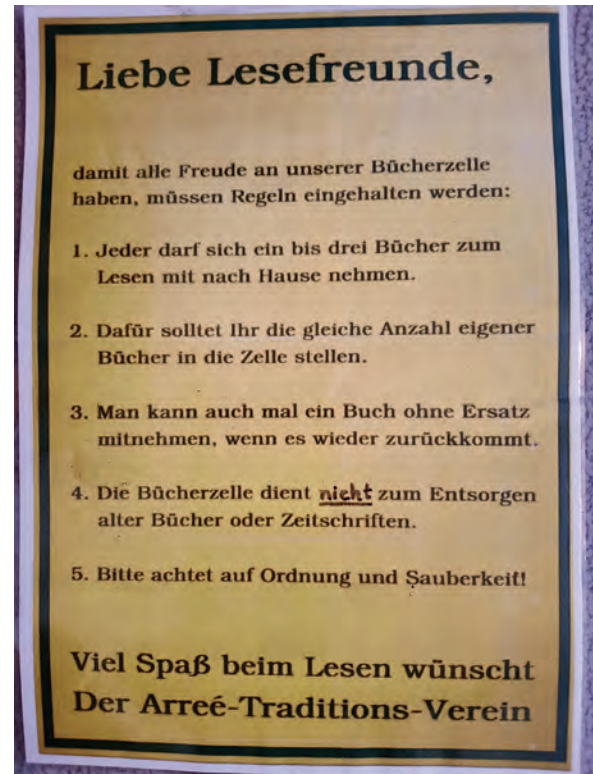 Liebe Lesefreunde,
damit alle Freude an unserer Bücherzelle
haben, müssen Regeln eingehalten werden:
1. Jeder darf sich ein bis drei Bücher zum
Lesen mit nach Hause nehmen.
2. Dafür solltet Ihr die gleiche Anzahl eigener
Bücher in die Zelle stellen.
3. Man kann auch mal ein Buch ohne Ersatz
mitnehmen, wenn es wieder zurückkommt.
4. Die Bücherzelle dient nicht zum Entsorgen
alter Bücher oder Zeitschriften.
5. Bitte achtet auf Ordnung und Sauberkeit!
Viel Spaß beim Lesen wünscht
Der Arreé-Traditions-Verein